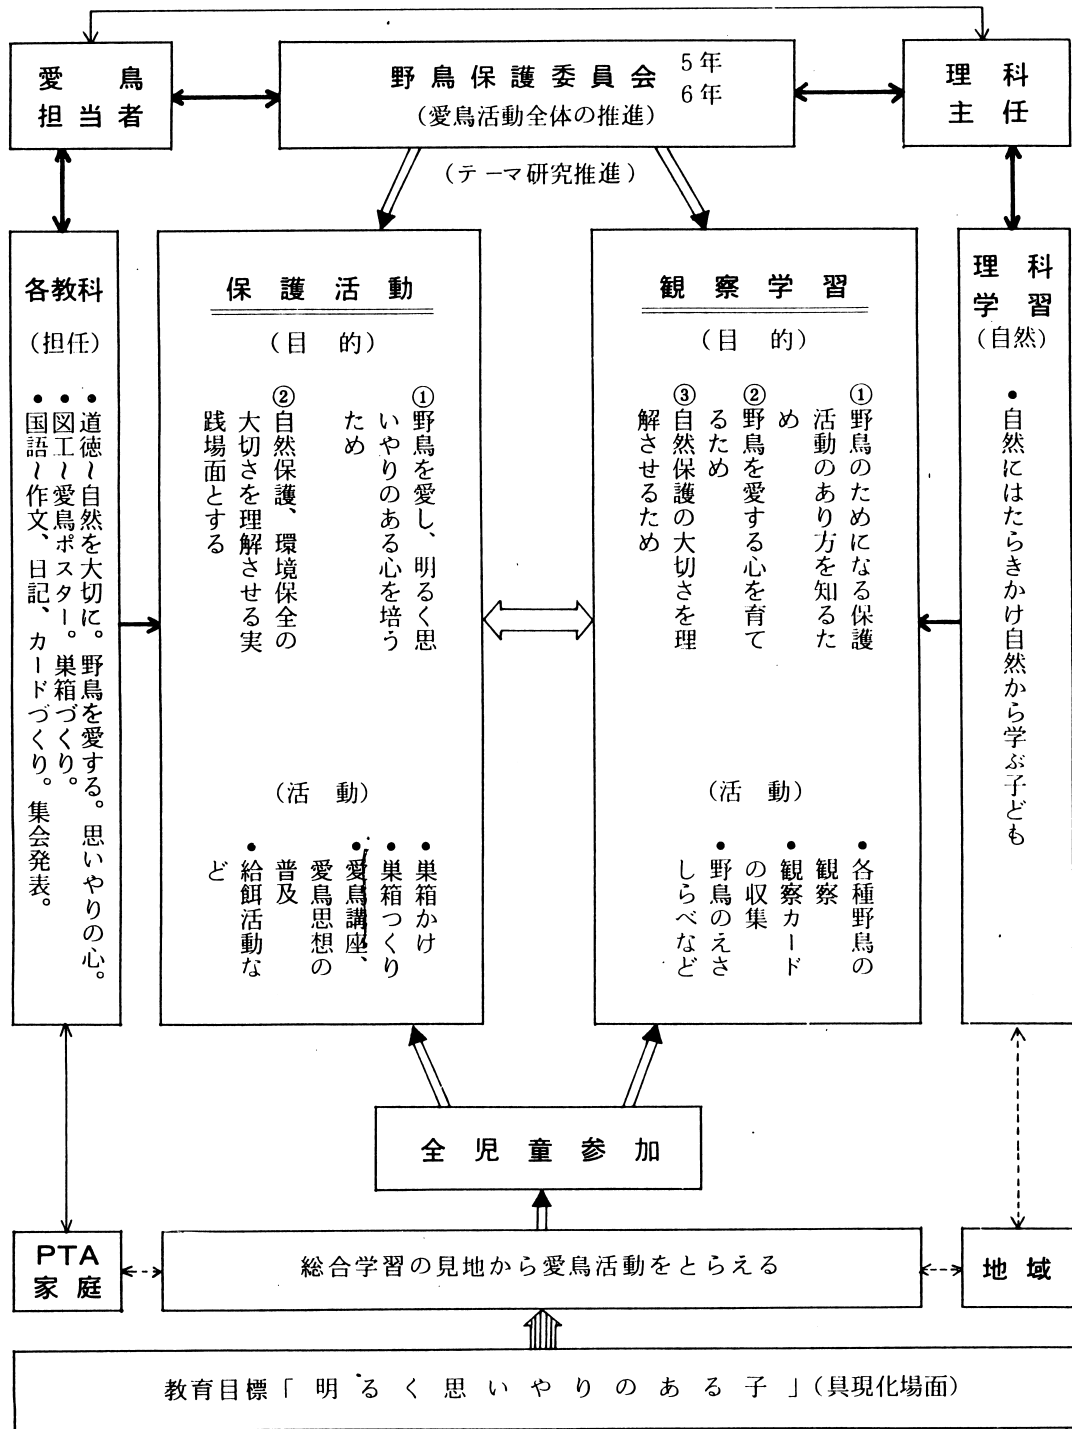 愛鳥
担当者
野鳥保護委員会 5年
6年
(愛鳥活動全体の推進)
理科
主任
(テーマ研究推進)
各教科
(担任)
● 道徳〜自然を大切に。野鳥を愛する。思いやりの心。
● 図工〜愛鳥ポスター。巣箱づくり。
● 国語〜作文、日記、カードづくり。集会発表。
保護活動
(目的)
①野鳥を愛し、明るく思
いやりのある心を培う
ため
②自然保護、環境保全の
大切さを理解させる実
践場面とする
(活動)
● 巣箱かけ
● 巣箱つくり
● 愛鳥講座、
愛鳥思想の
普及
● 給餌活動な
ど
観察学習
(目的)
①野鳥のためになる保護
活動のあり方を知るた
め
②野鳥を愛する心を育て
るため
③自然保護の大切さを理
解させるため
(活動)
● 各種野鳥の
観察
● 観察カード
の収集
● 野鳥のえさ
しらべなど
理科
学習
(自然)
● 自然にはたらきかけ自然から学ぶ子ども
全児童参加
PTA
家庭
総合学習の見地から愛鳥活動をとらえる
地域
教育目標「明るく思いやりのある子」(具現化場面)